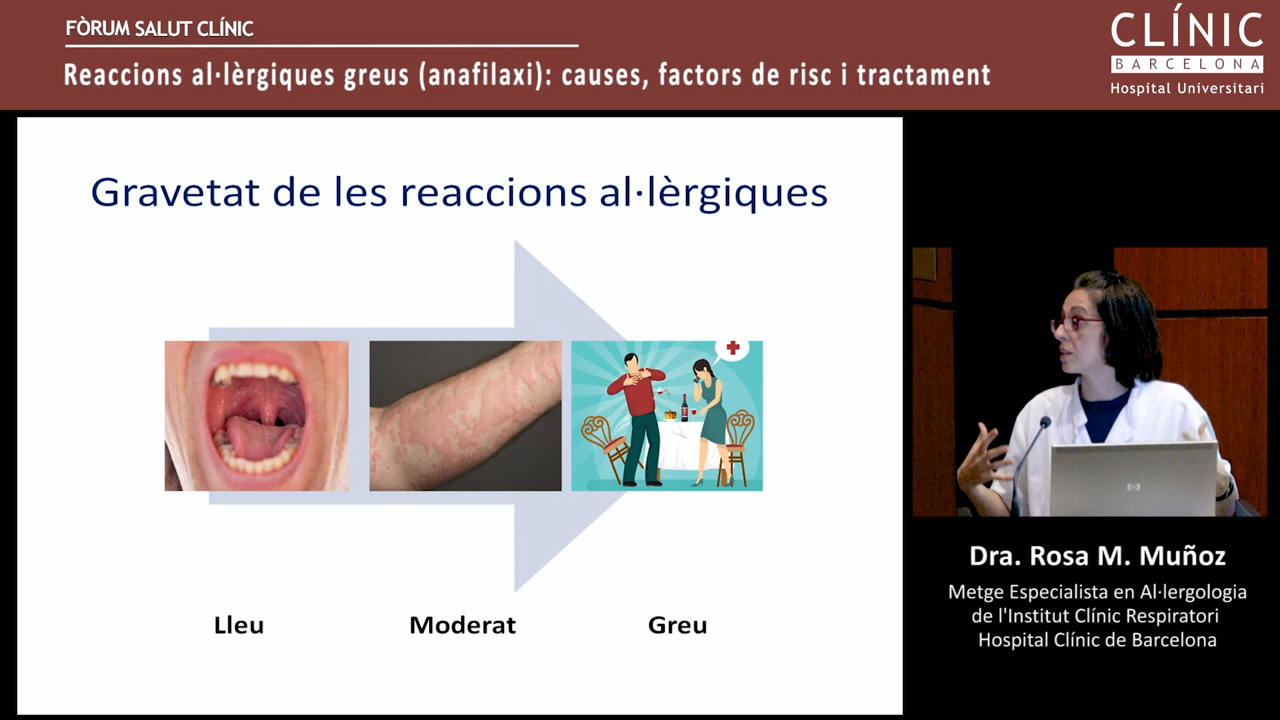 FÒRUM SALUT CLÍNIC
Reaccions al·lèrgiques greus (anafilaxi): causes, factors de risc i tractament
CLÍNIC
BARCELONA
Hospital Universitari
Gravetat de les reaccions al·lèrgiques
Lleu
Moderat
Greu
hp
Dra. Rosa M. Muñoz
Metge Especialista en Al·lergologia
de l'Institut Clínic Respiratori
Hospital Clínic de Barcelona